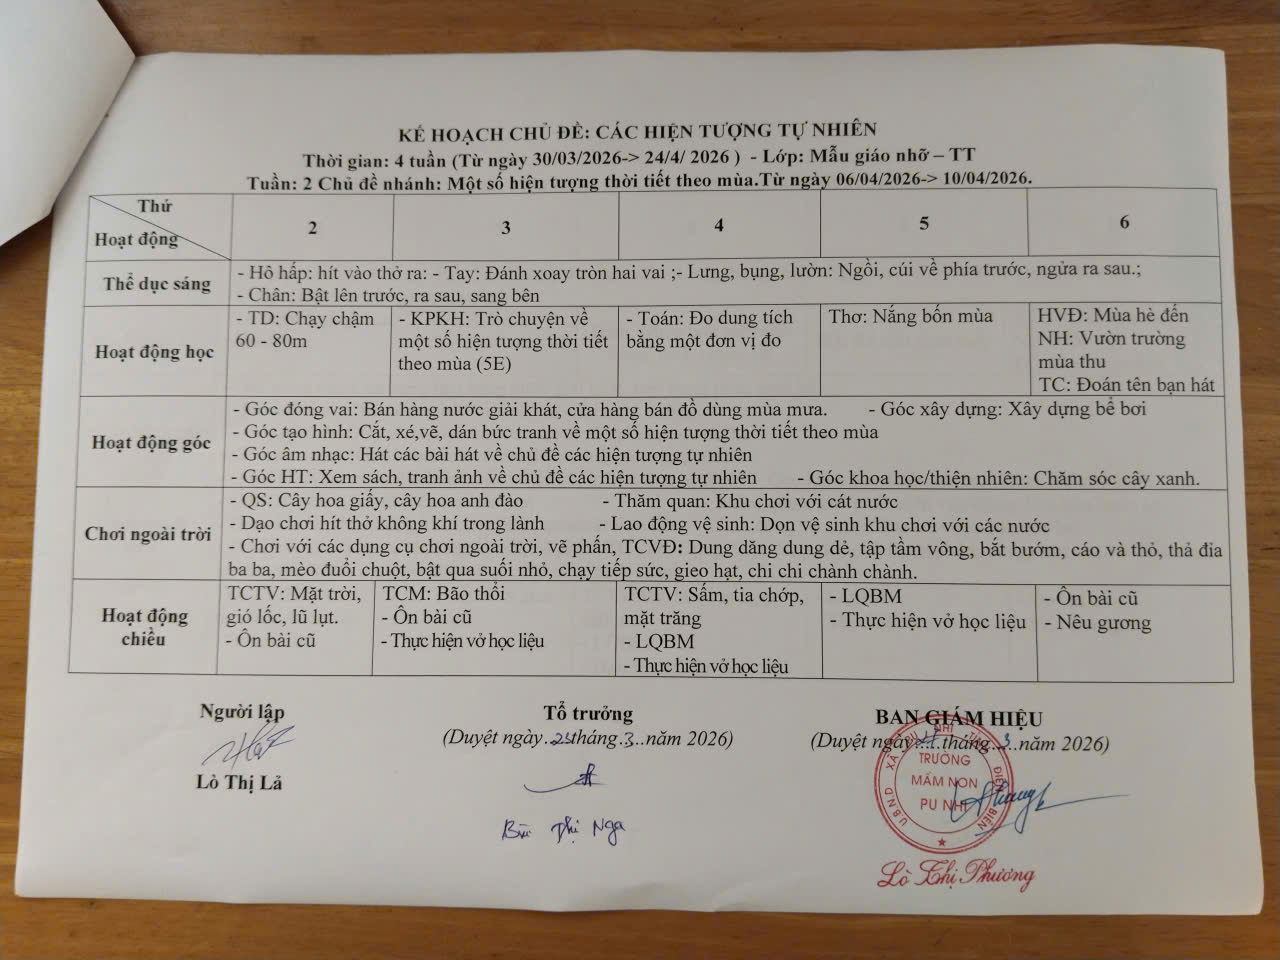 KẾ HOẠCH CHỦ ĐỀ: CÁC HIỆN TƯỢNG TỰ NHIÊN
Thời gian: 4 tuần (Từ ngày 30/03/2026-> 24/4/ 2026 ) - Lớp: Mẫu giáo nhỡ – TT
Tuần: 2 Chủ đề nhánh: Một số hiện tượng thời tiết theo mùa.Từ ngày 06/04/2026-> 10/04/2026.
Thứ
Hoạt động
2 3 4 5 6
Thể dục sáng
- Hô hấp: hít vào thở ra: - Tay: Đánh xoay tròn hai vai ;- Lưng, bụng, lườn: Ngồi, cúi về phía trước, ngửa ra sau.;
- Chân: Bật lên trước, ra sau, sang bên
Hoạt động học
- TD: Chạy chậm
60 - 80m
- KPKH: Trò chuyện về
một số hiện tượng thời tiết
theo mùa (5E)
- Toán: Đo dung tích
bằng một đơn vị đo
Thơ: Nắng bốn mùa
HVĐ: Mùa hè đến
NH: Vườn trường
mùa thu
TC: Đoán tên bạn hát
Hoạt động góc
- Góc đóng vai: Bán hàng nước giải khát, cửa hàng bán đồ dùng mùa mưa. - Góc xây dựng: Xây dựng bể bơi
- Góc tạo hình: Cắt, xé,vẽ, dán bức tranh về một số hiện tượng thời tiết theo mùa
- Góc âm nhạc: Hát các bài hát về chủ đề các hiện tượng tự nhiên
- Góc HT: Xem sách, tranh ảnh về chủ đề các hiện tượng tự nhiên - Góc khoa học/thiện nhiên: Chăm sóc cây xanh.
Chơi ngoài trời
- QS: Cây hoa giấy, cây hoa anh đào - Thăm quan: Khu chơi với cát nước
- Dạo chơi hít thở không khí trong lành - Lao động vệ sinh: Dọn vệ sinh khu chơi với các nước
- Chơi với các dụng cụ chơi ngoài trời, vẽ phấn, TCVĐ: Dung dăng dung dẻ, tập tầm vông, bắt bướm, cáo và thỏ, thả đỉa
ba ba, mèo đuổi chuột, bật qua suối nhỏ, chạy tiếp sức, gieo hạt, chi chi chành chành.
Hoạt động
chiều
TCTV: Mặt trời,
gió lốc, lũ lụt.
- Ôn bài cũ
TCM: Bão thổi
- Ôn bài cũ
- Thực hiện vở học liệu
TCTV: Sấm, tia chớp,
mặt trăng
- LQBM
- Thực hiện vở học liệu
- LQBM
- Thực hiện vở học liệu
- Ôn bài cũ
- Nêu gương
Người lập
Lò Thị Lả
Tổ trưởng
(Duyệt ngày...tháng.3..năm 2026)
Bùi Thị Nga
BAN GIÁM HIỆU
(Duyệt ngày...tháng.3..năm 2026)
U.B.N.D XÃ PU NHI TỈNH ĐIỆN BIÊN
TRƯỜNG
MẦM NON
PU NHI
Lò Thị Phương